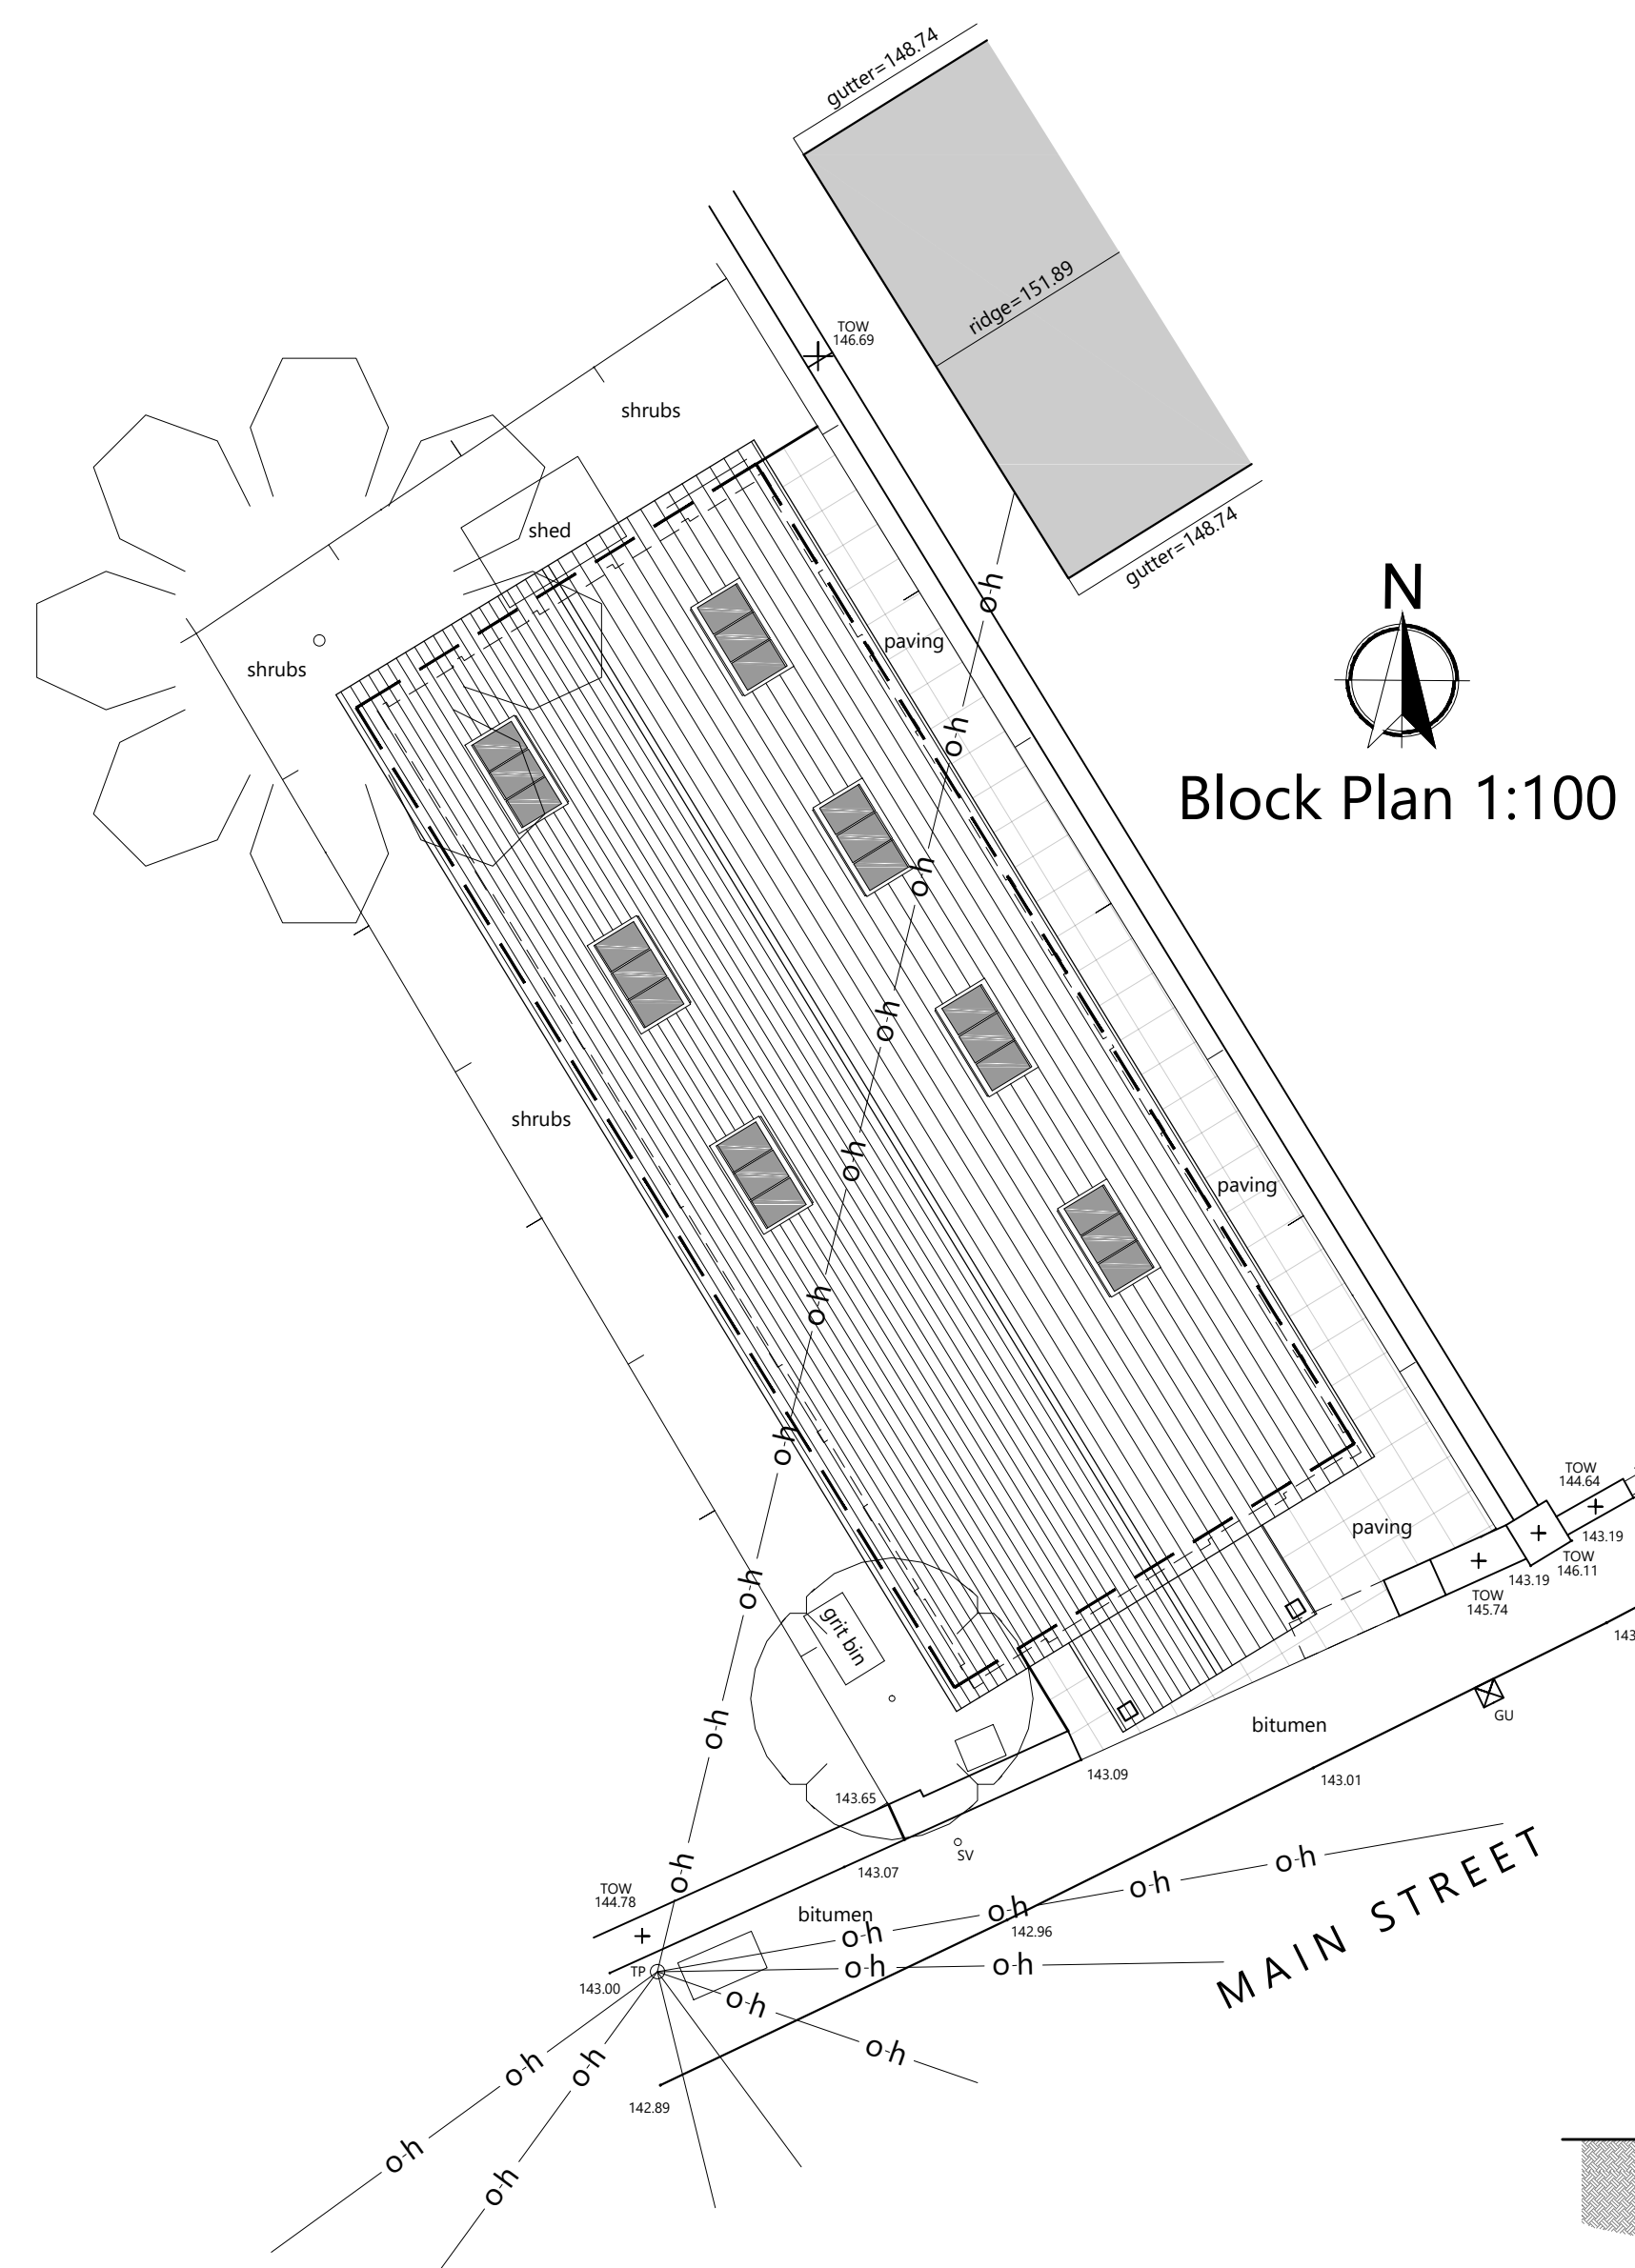 gutter=148.74
ridge=151.89
TOW
146.69
shrubs
shed
gutter=148.74
o-h
N
paving
shrubs
o-h
Block Plan 1:100
o-h
o-h
shrubs
o-h
paving
o-h
o-h
TOW
144.64
paving
143.19
TOW
146.11
143.19
o-h
TOW
145.74
grit bin
143
GU
bitumen
o-h
143.09
143.01
143.65
SV
o-h
143.07
o-h
o-h
TOW
144.78
o-h
bitumen
o-h
142.96
MAIN STREET
TP
o-h
o-h
143.00
o-h
o-h
o-h
o-h
142.89
o-h
o-h